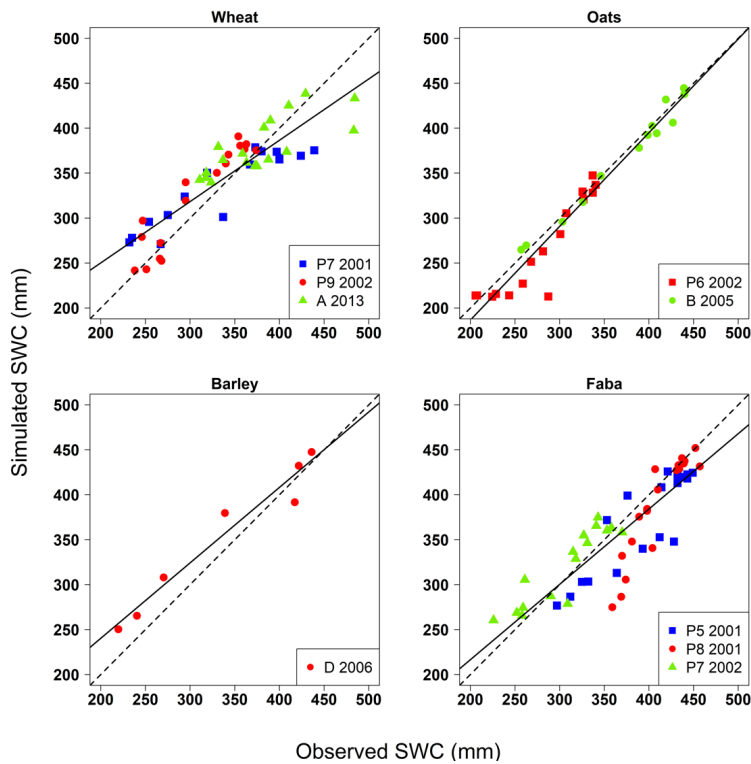 Wheat
Oats
500
450
400
350
300
250
200
200 250 300 350 400 450 500
P7 2001
P9 2002
A 2013
500
450
400
350
300
250
200
200 250 300 350 400 450 500
P6 2002
B 2005
Simulated SWC (mm)
Barley
Faba
500
450
400
350
300
250
200
200 250 300 350 400 450 500
D 2006
500
450
400
350
300
250
200
200 250 300 350 400 450 500
P5 2001
P8 2001
P7 2002
Observed SWC (mm)